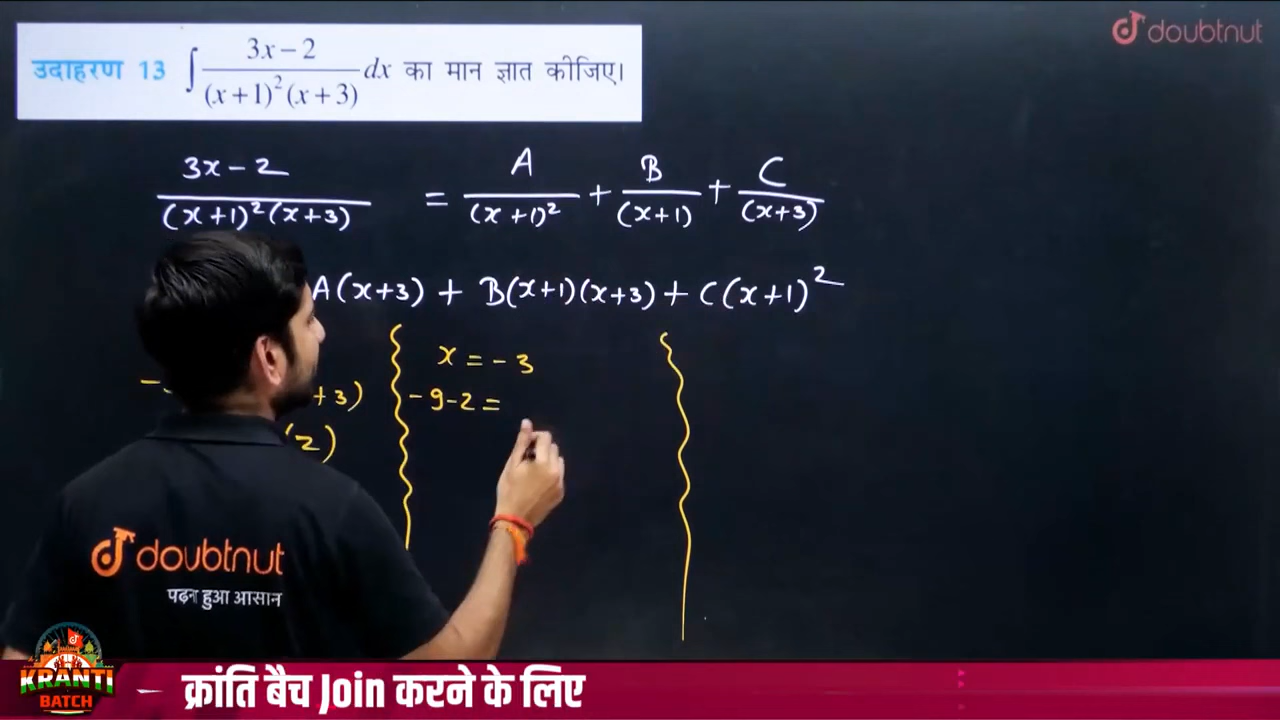 doubtnut
उदाहरण 13 ∫ 3x-2 / (x+1)²(x+3) dx का मान ज्ञात कीजिए।
3x-2 / (x+1)²(x+3) = A / (x+1)² + B / (x+1) + C / (x+3)
A(x+3) + B(x+1)(x+3) + C(x+1)²
x = -3
+3) -9-2 =
(2)
doubtnut
पढ़ना हुआ आसान
KRANTI
BATCH
क्रांति बैच Join करने के लिए